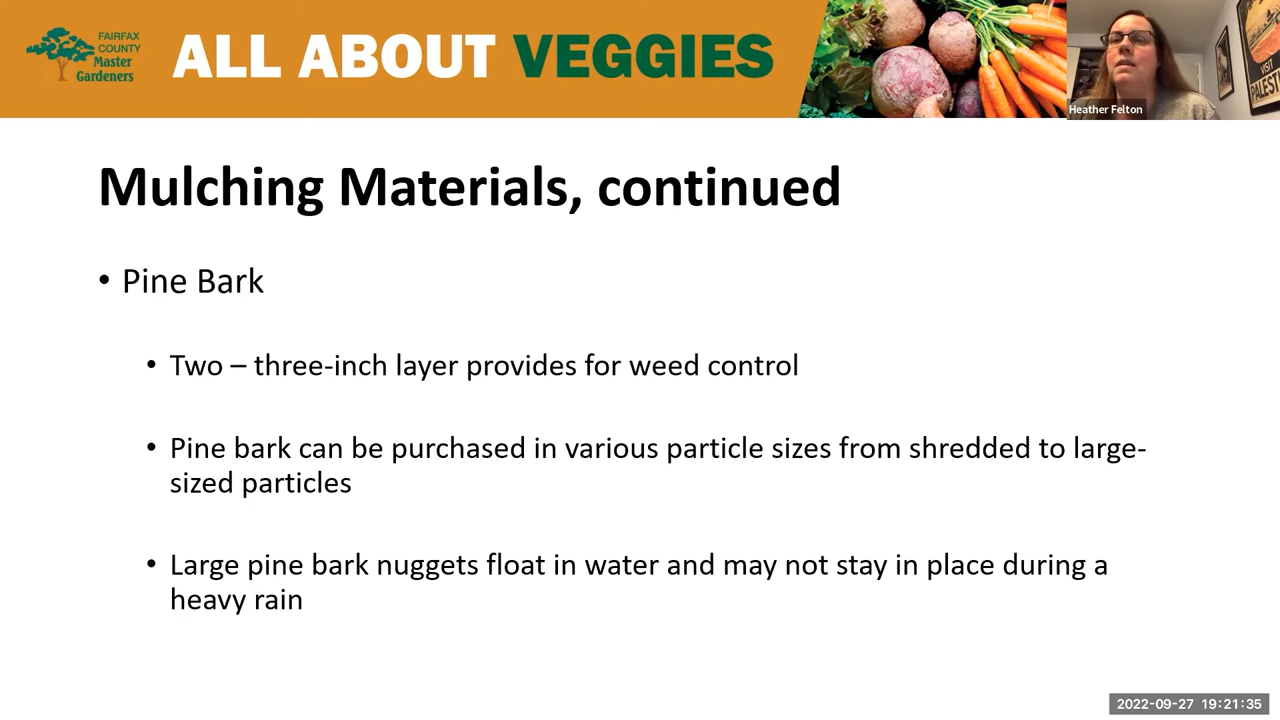 FAIRFAX
COUNTY
Master
Gardeners
ALL ABOUT VEGGIES
VISIT
PALEST
Heather Felton
Mulching Materials, continued
• Pine Bark
• Two – three-inch layer provides for weed control
• Pine bark can be purchased in various particle sizes from shredded to large-
sized particles
• Large pine bark nuggets float in water and may not stay in place during a
heavy rain
2022-09-27 19:21:35